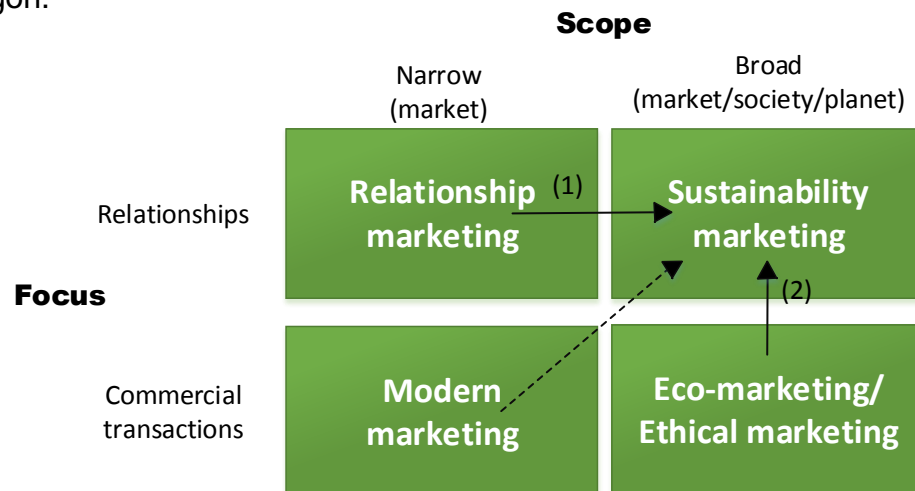 gon.
Scope
Narrow
(market)
Broad
(market/society/planet)
Relationships
Relationship
marketing
(1)
Sustainability
marketing
Focus
(2)
Commercial
transactions
Modern
marketing
Eco-marketing/
Ethical marketing